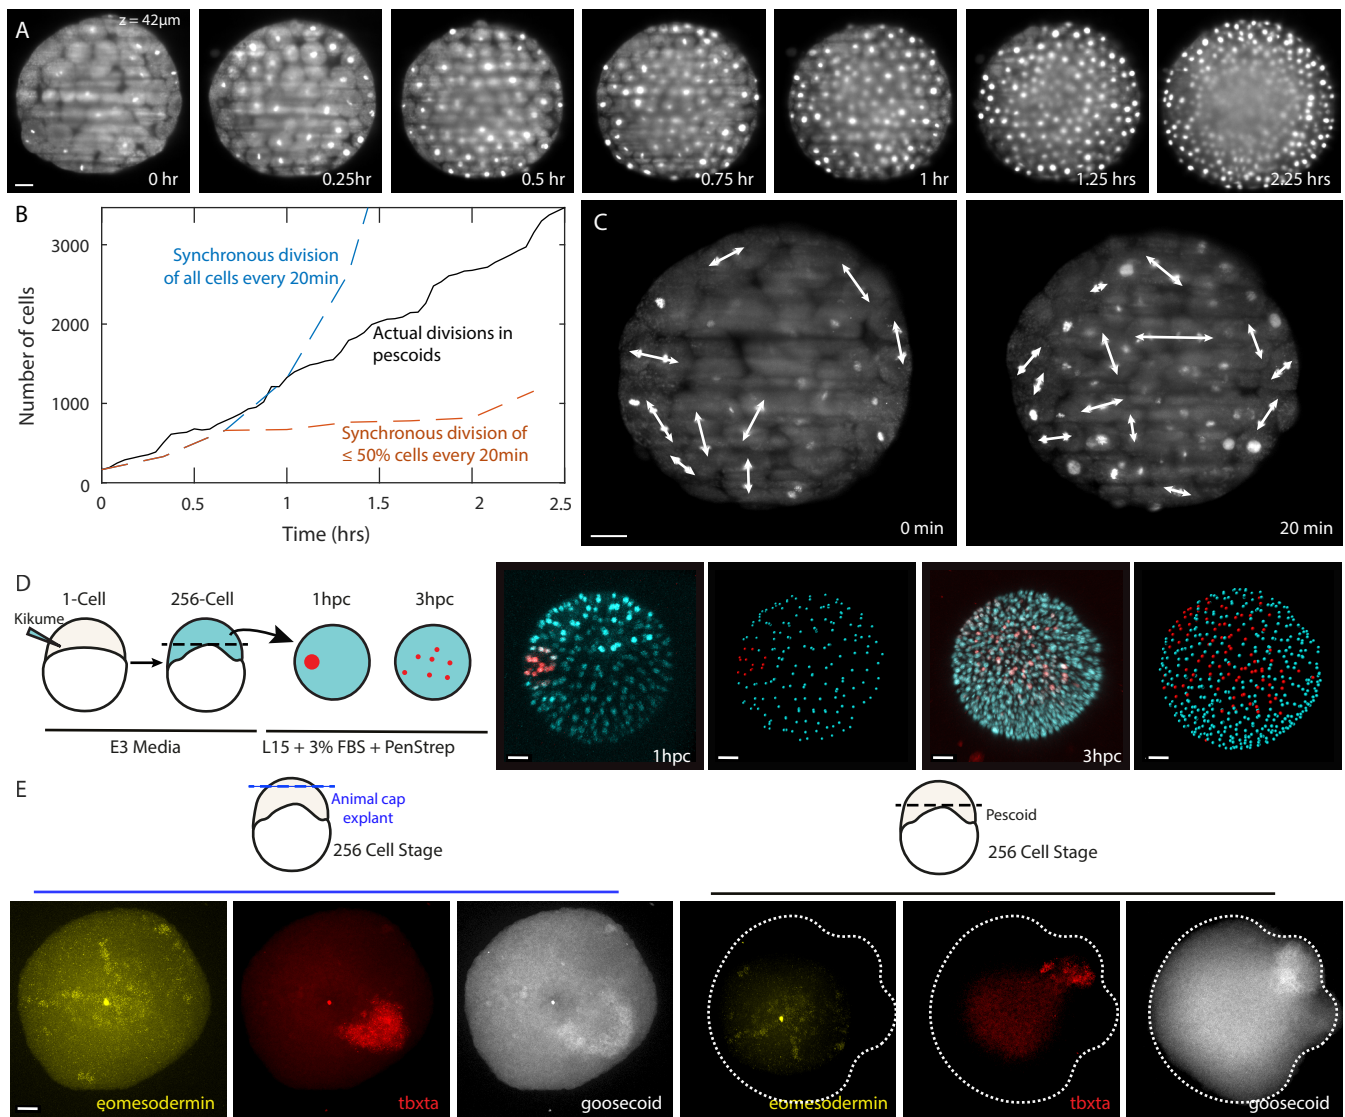 A
z = 42µm
0 hr
0.25hr
0.5 hr
0.75 hr
1 hr
1.25 hrs
2.25 hrs
B
Number of cells
3000
2000
1000
0
Synchronous division
of all cells every 20min
Actual divisions in
pescoids
Synchronous division of
≤ 50% cells every 20min
0
0.5
1
1.5
2
2.5
Time (hrs)
C
0 min
20 min
D
1-Cell
256-Cell
1hpc
3hpc
Kikume
E3 Media
L15 + 3% FBS + PenStrep
1hpc
3hpc
E
Animal cap
explant
256 Cell Stage
Pescoid
256 Cell Stage
eomesodermin
tbxta
goosecoid
eomesodermin
tbxta
goosecoid